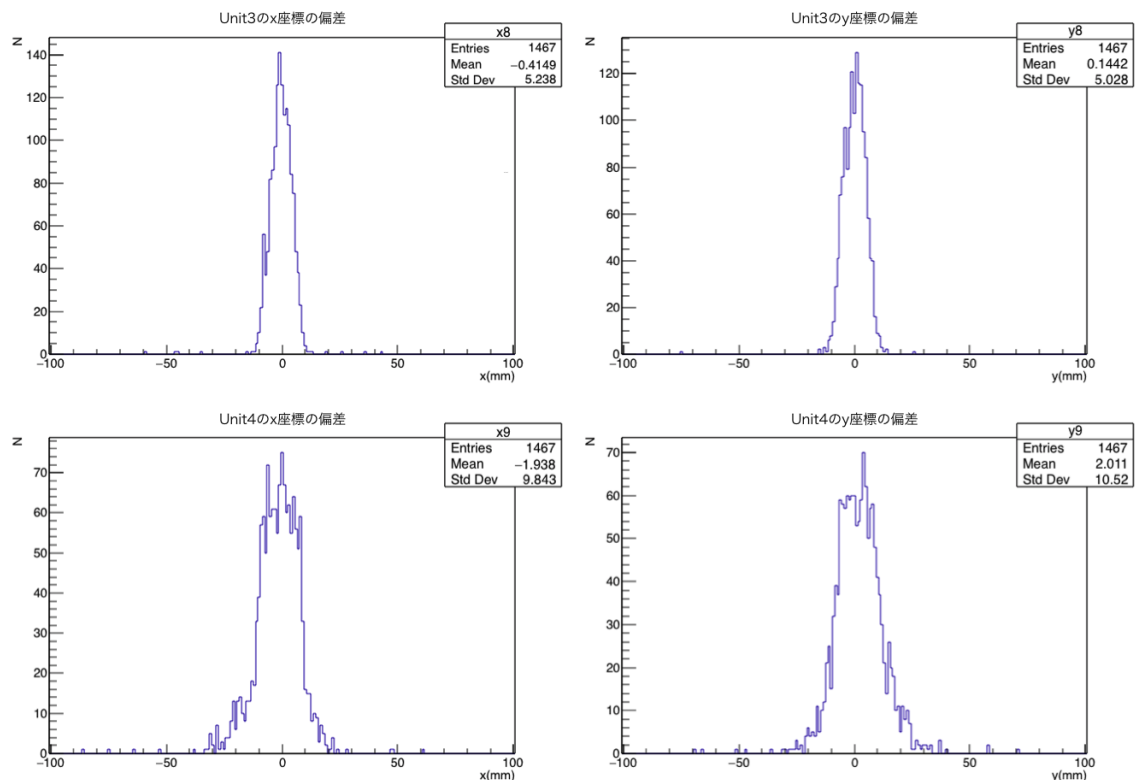 Unit3のx座標の偏差
N
x8
Entries 1467
Mean −0.4149
Std Dev 5.238
140
120
100
80
60
40
20
0
−100 −50 0 50 100
x(mm)
Unit3のy座標の偏差
N
y8
Entries 1467
Mean 0.1442
Std Dev 5.028
120
100
80
60
40
20
0
−100 −50 0 50 100
y(mm)
Unit4のx座標の偏差
N
x9
Entries 1467
Mean −1.938
Std Dev 9.843
70
60
50
40
30
20
10
0
−100 −50 0 50 100
x(mm)
Unit4のy座標の偏差
N
y9
Entries 1467
Mean 2.011
Std Dev 10.52
70
60
50
40
30
20
10
0
−100 −50 0 50 100
y(mm)